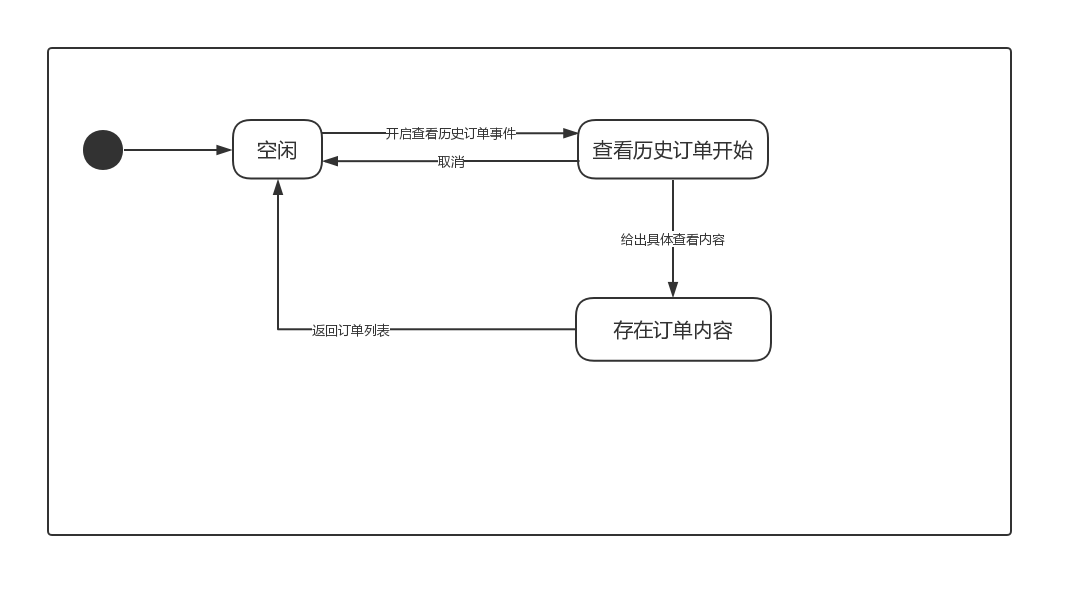 开启查看历史订单事件
空闲
查看历史订单开始
取消
给出具体查看内容
返回订单列表
存在订单内容